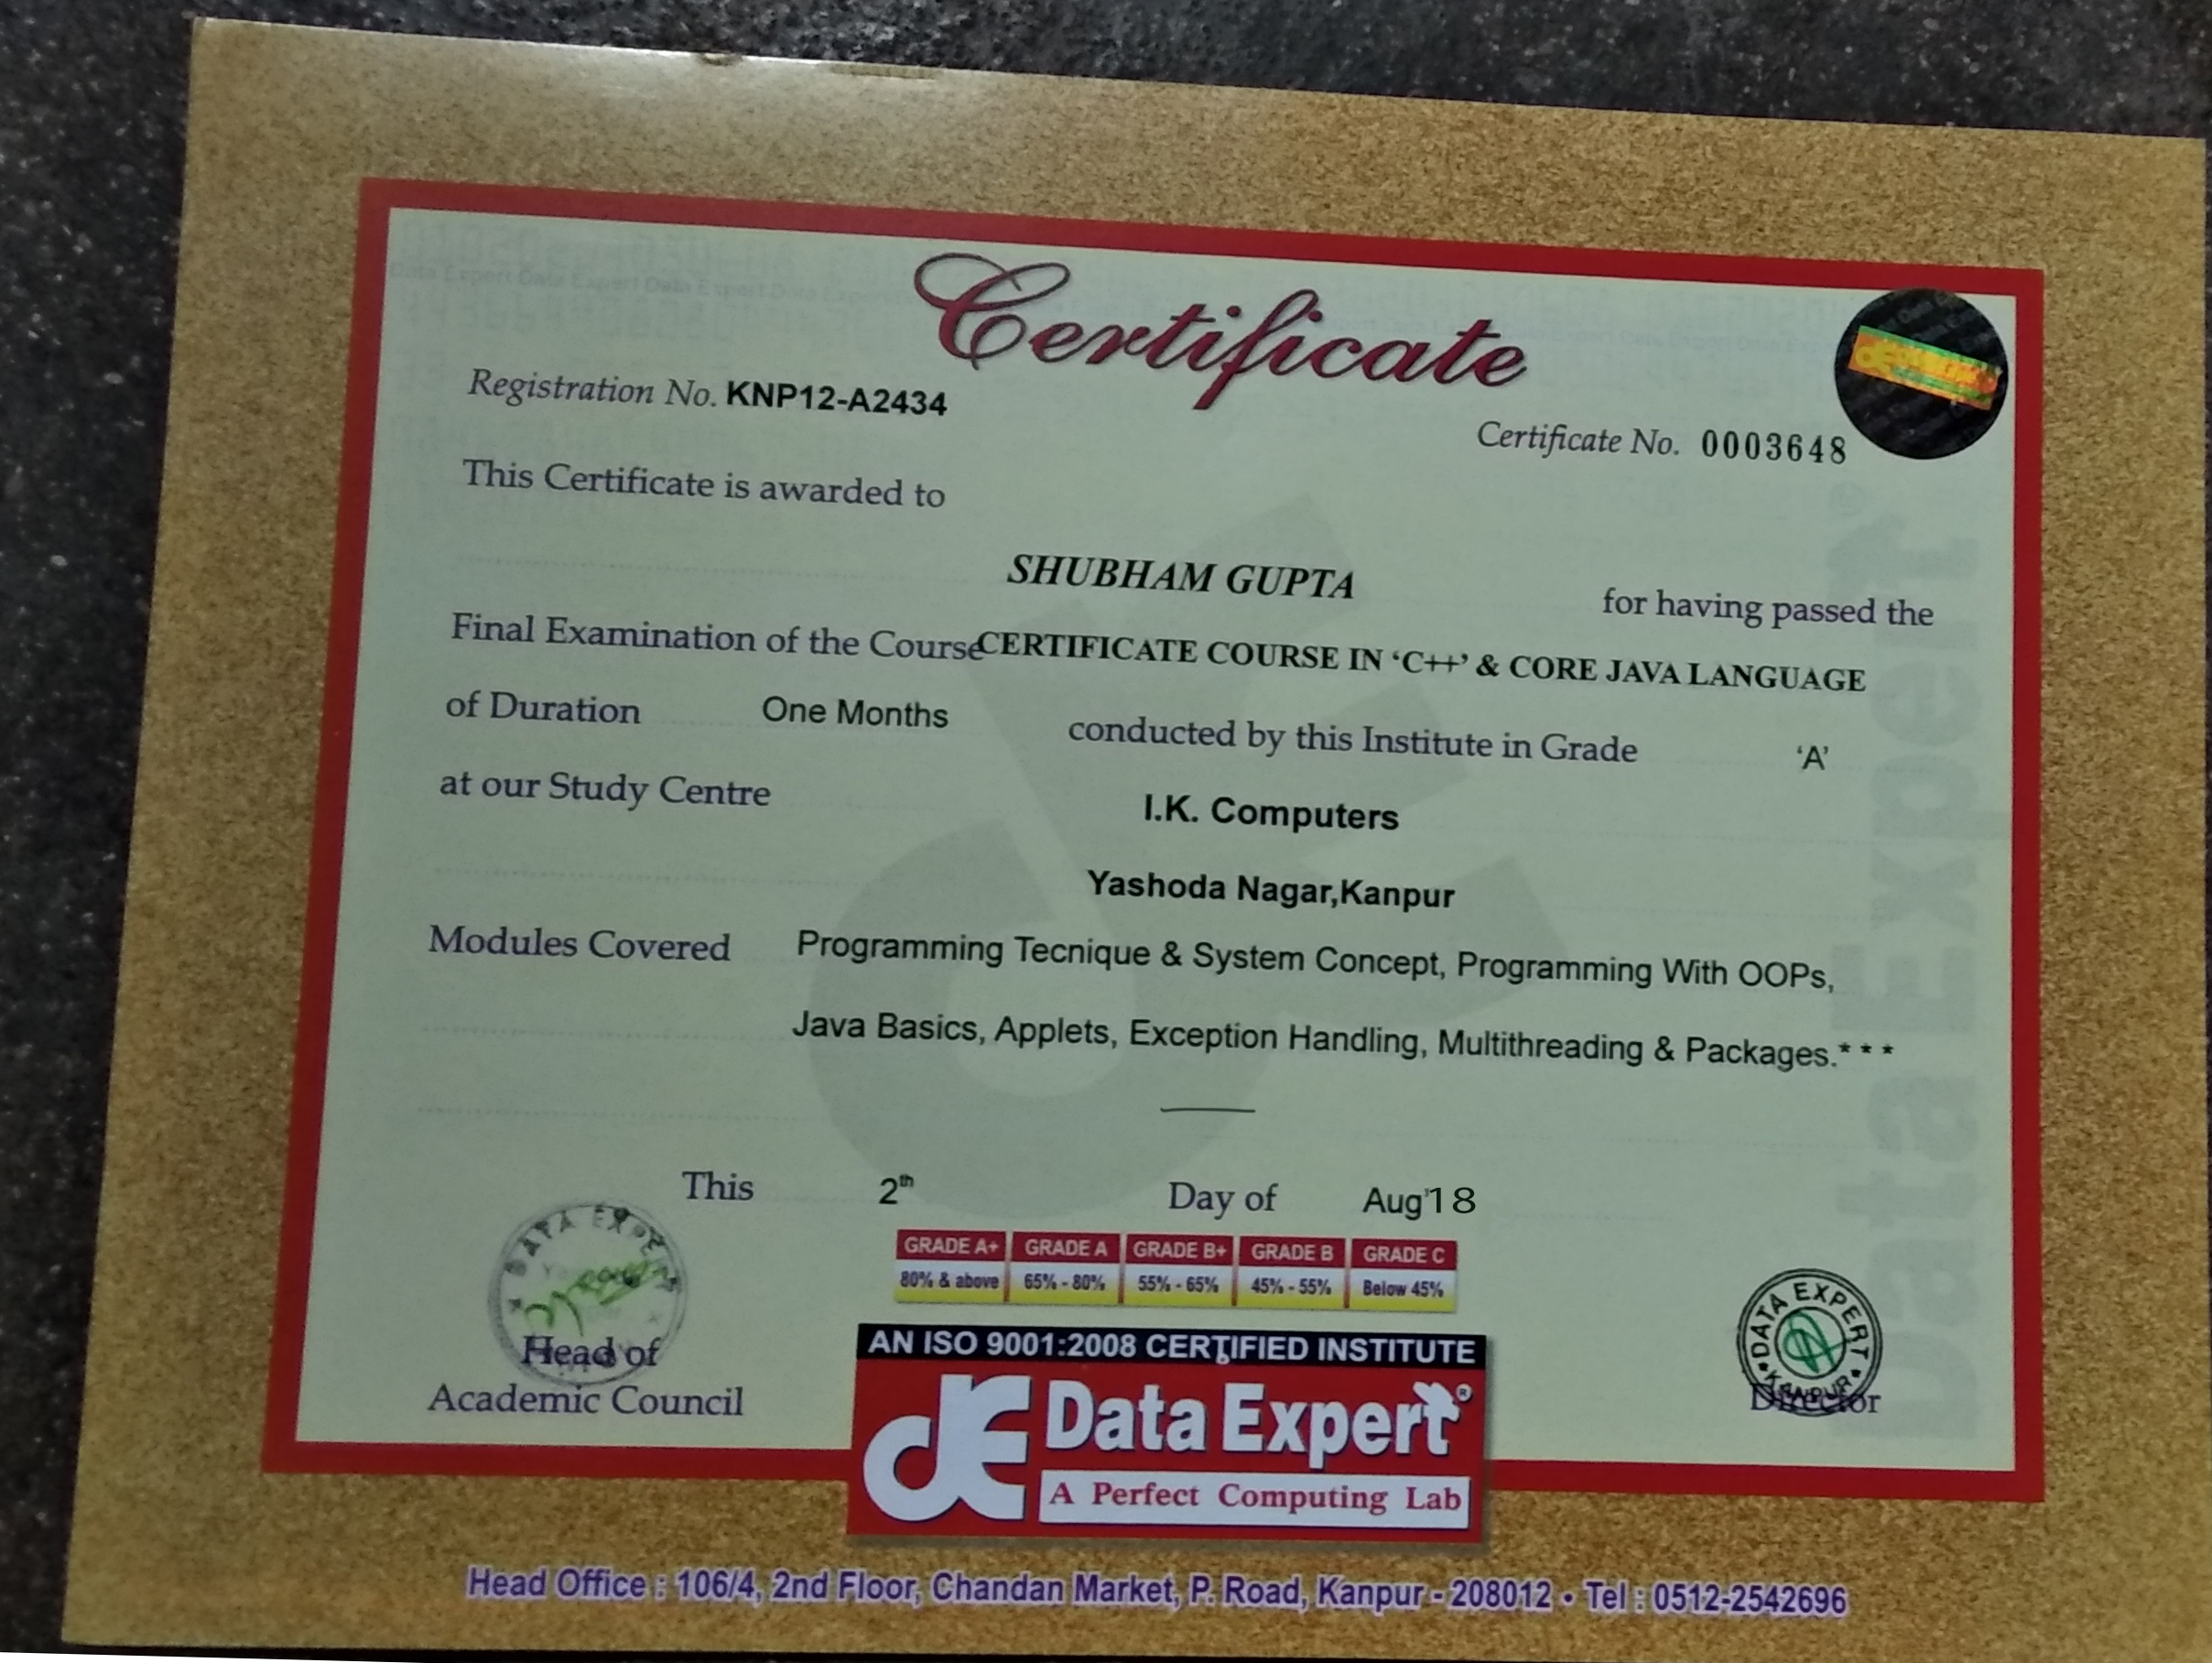 Certificate
Registration No. KNP12-A2434
Certificate No. 0003648
This Certificate is awarded to
SHUBHAM GUPTA for having passed the
Final Examination of the Course CERTIFICATE COURSE IN ‘C++’ & CORE JAVA LANGUAGE
of Duration One Months conducted by this Institute in Grade ‘A’
at our Study Centre I.K. Computers
Yashoda Nagar,Kanpur
Modules Covered Programming Tecnique & System Concept, Programming With OOPs,
Java Basics, Applets, Exception Handling, Multithreading & Packages.***
This 2th Day of Aug'18
GRADE A+ GRADE A GRADE B+ GRADE B GRADE C
80% & above 65% - 80% 55% - 65% 45% - 55% Below 45%
DATA EXPERT
Head of
Academic Council
DATA EXPERT
KANPUR
Director
AN ISO 9001:2008 CERTIFIED INSTITUTE
dE Data Expert®
A Perfect Computing Lab
Head Office : 106/4, 2nd Floor, Chandan Market, P. Road, Kanpur - 208012 • Tel : 0512-2542696
Data Expert